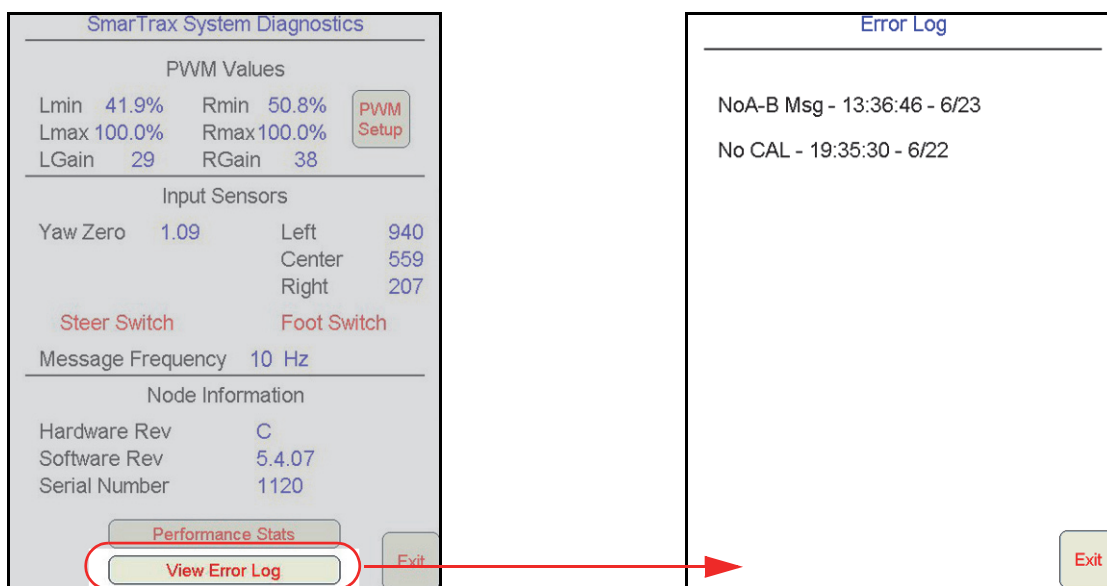 SmarTrax System Diagnostics
PWM Values
Lmin 41.9% Rmin 50.8%
Lmax 100.0% Rmax 100.0%
LGain 29 RGain 38
PWM
Setup
Input Sensors
Yaw Zero 1.09 Left 940
Center 559
Right 207
Steer Switch Foot Switch
Message Frequency 10 Hz
Node Information
Hardware Rev C
Software Rev 5.4.07
Serial Number 1120
Performance Stats
View Error Log
Exit
Error Log
NoA-B Msg - 13:36:46 - 6/23
No CAL - 19:35:30 - 6/22
Exit